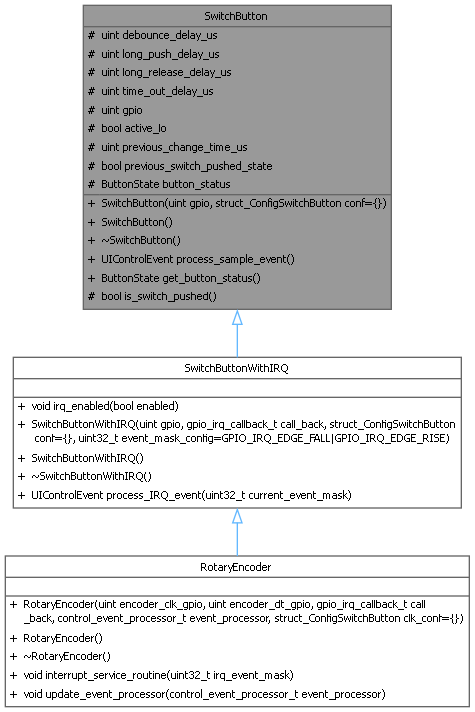 SwitchButton
# uint debounce_delay_us
# uint long_push_delay_us
# uint long_release_delay_us
# uint time_out_delay_us
# uint gpio
# bool active_lo
# uint previous_change_time_us
# bool previous_switch_pushed_state
# ButtonState button_status
+ SwitchButton(uint gpio, struct_ConfigSwitchButton conf={})
+ SwitchButton()
+ ~SwitchButton()
+ UIControlEvent process_sample_event()
+ ButtonState get_button_status()
# bool is_switch_pushed()
SwitchButtonWithIRQ
+ void irq_enabled(bool enabled)
+ SwitchButtonWithIRQ(uint gpio, gpio_irq_callback_t call_back, struct_ConfigSwitchButton
conf={}, uint32_t event_mask_config=GPIO_IRQ_EDGE_FALL|GPIO_IRQ_EDGE_RISE)
+ SwitchButtonWithIRQ()
+ ~SwitchButtonWithIRQ()
+ UIControlEvent process_IRQ_event(uint32_t current_event_mask)
RotaryEncoder
+ RotaryEncoder(uint encoder_clk_gpio, uint encoder_dt_gpio, gpio_irq_callback_t call
_back, control_event_processor_t event_processor, struct_ConfigSwitchButton clk_conf={})
+ RotaryEncoder()
+ ~RotaryEncoder()
+ void interrupt_service_routine(uint32_t irq_event_mask)
+ void update_event_processor(control_event_processor_t event_processor)